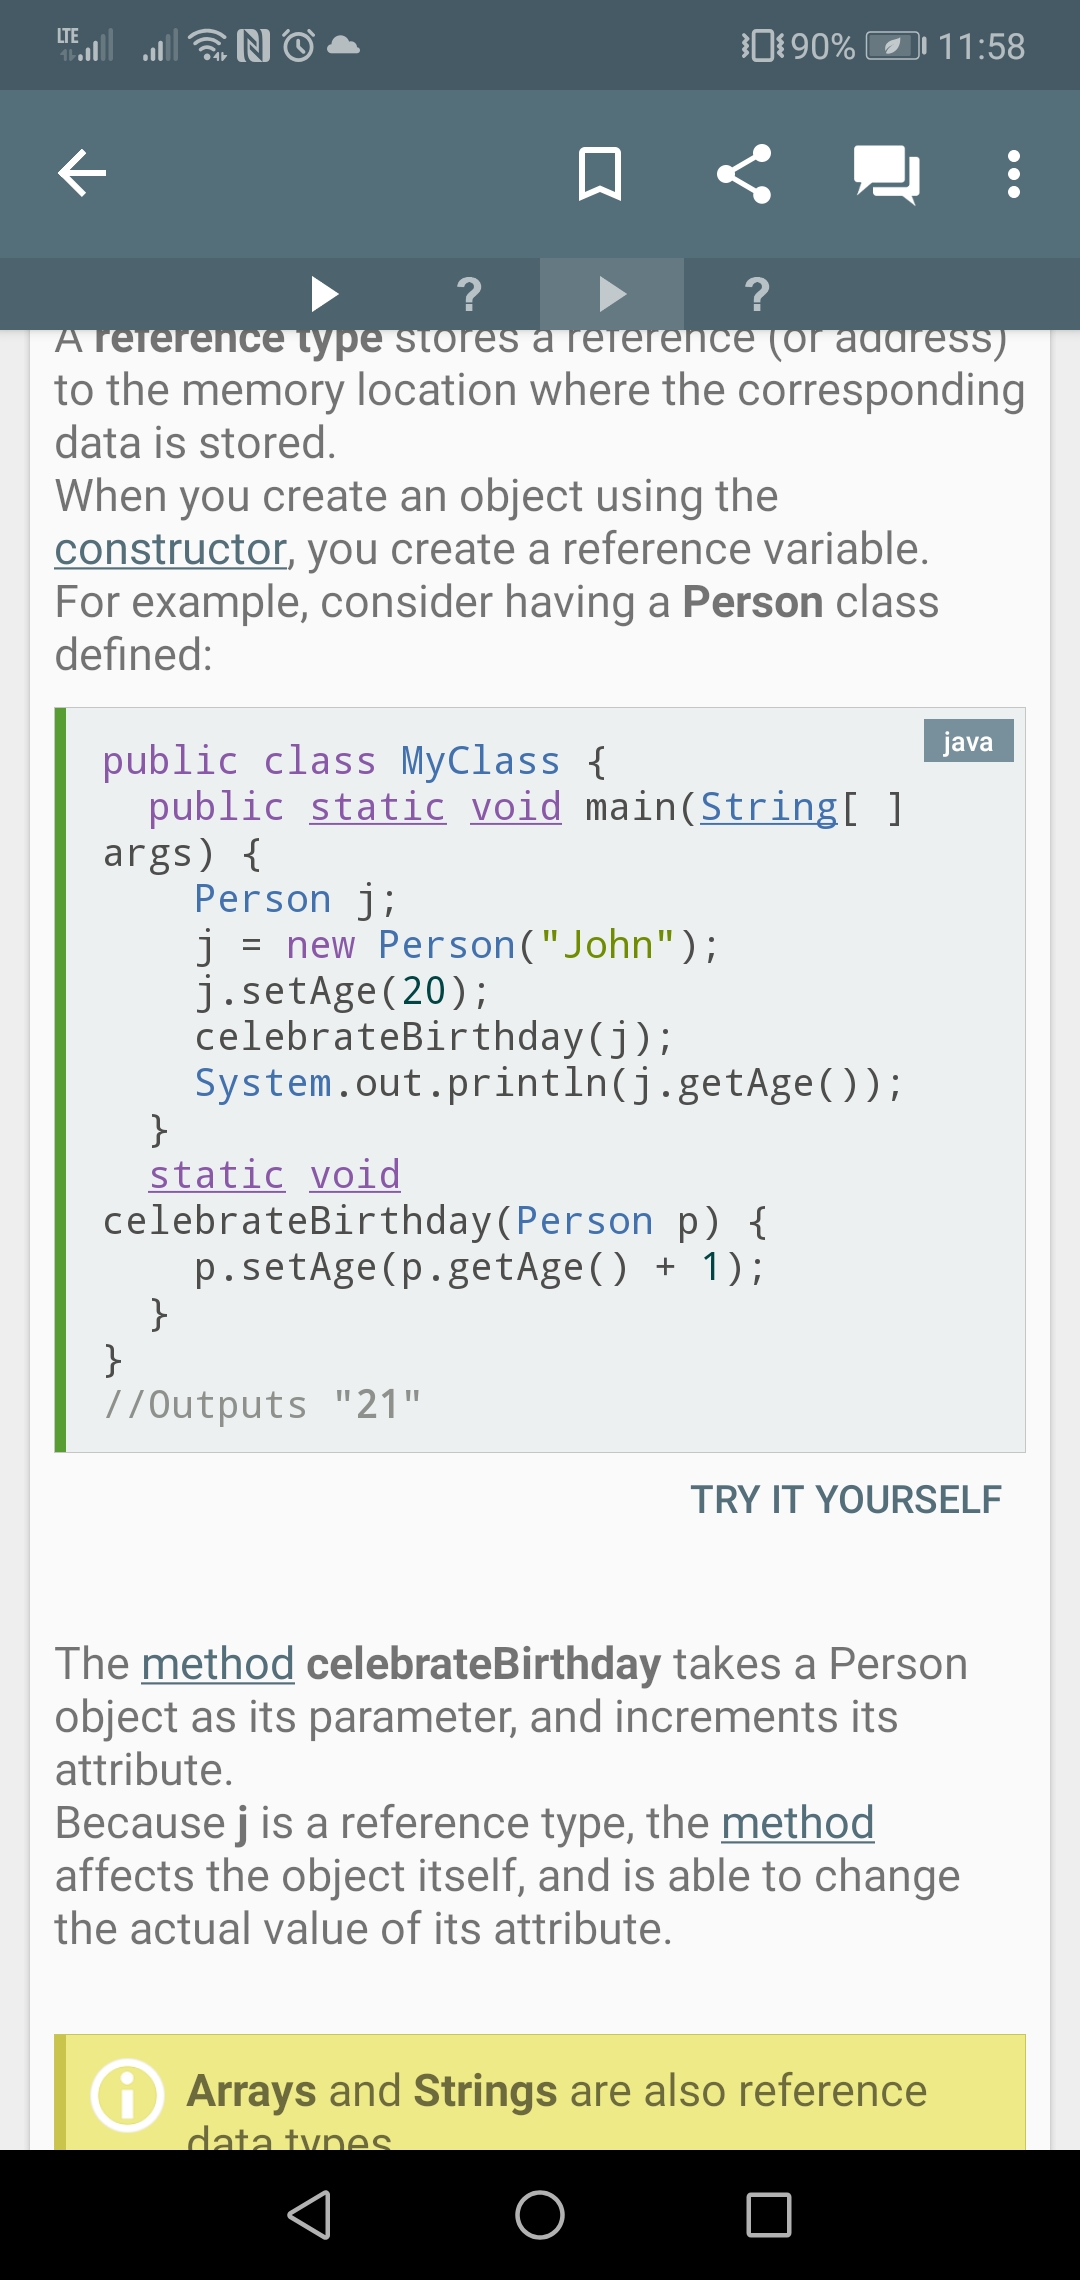 LTE
90% 11:58
? ?
A reference type stores a reference (or address)
to the memory location where the corresponding
data is stored.
When you create an object using the
constructor, you create a reference variable.
For example, consider having a Person class
defined:
java
public class MyClass {
  public static void main(String[ ]
args) {
    Person j;
    j = new Person("John");
    j.setAge(20);
    celebrateBirthday(j);
    System.out.println(j.getAge());
  }
  static void
celebrateBirthday(Person p) {
    p.setAge(p.getAge() + 1);
  }
}
//Outputs "21"
TRY IT YOURSELF
The method celebrateBirthday takes a Person
object as its parameter, and increments its
attribute.
Because j is a reference type, the method
affects the object itself, and is able to change
the actual value of its attribute.
Arrays and Strings are also reference
data types